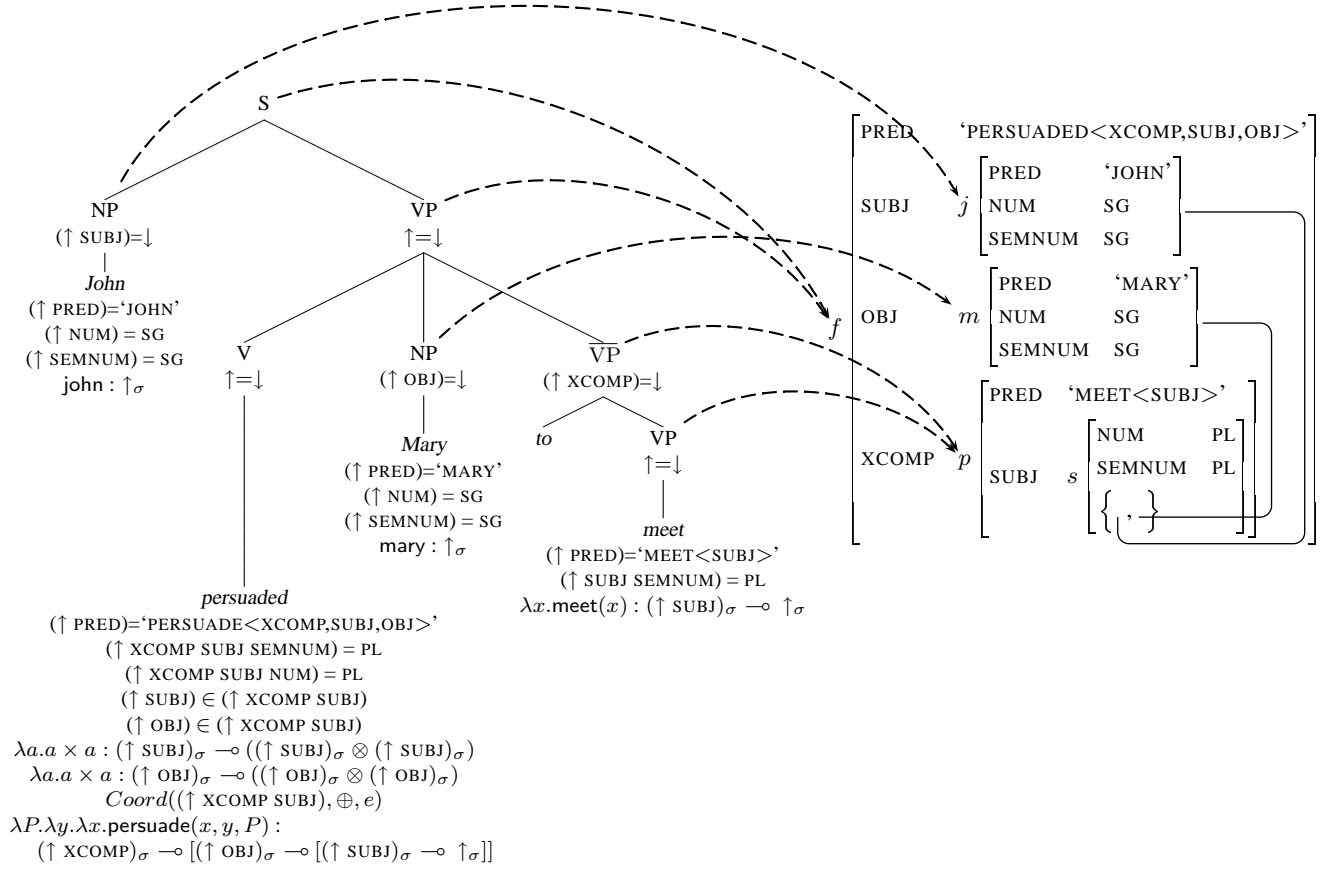 S
NP
(↑ SUBJ)=↓
VP
↑=↓
John
(↑ PRED)=‘JOHN’
(↑ NUM) = SG
(↑ SEMNUM) = SG
john : ↑σ
V
↑=↓
NP
(↑ OBJ)=↓
V̅P̅
(↑ XCOMP)=↓
Mary
(↑ PRED)=‘MARY’
(↑ NUM) = SG
(↑ SEMNUM) = SG
mary : ↑σ
to
VP
↑=↓
meet
(↑ PRED)=‘MEET<SUBJ>’
(↑ SUBJ SEMNUM) = PL
λx.meet(x) : (↑ SUBJ)σ ⊸ ↑σ
persuaded
(↑ PRED)=‘PERSUADE<XCOMP,SUBJ,OBJ>’
(↑ XCOMP SUBJ SEMNUM) = PL
(↑ XCOMP SUBJ NUM) = PL
(↑ SUBJ) ∈ (↑ XCOMP SUBJ)
(↑ OBJ) ∈ (↑ XCOMP SUBJ)
λa.a × a : (↑ SUBJ)σ ⊸ ((↑ SUBJ)σ ⊗ (↑ SUBJ)σ)
λa.a × a : (↑ OBJ)σ ⊸ ((↑ OBJ)σ ⊗ (↑ OBJ)σ)
Coord((↑ XCOMP SUBJ), ⊕, e)
λP.λy.λx.persuade(x, y, P) :
(↑ XCOMP)σ ⊸ [(↑ OBJ)σ ⊸ [(↑ SUBJ)σ ⊸ ↑σ]]
f
PRED ‘PERSUADED<XCOMP,SUBJ,OBJ>’
PRED ‘JOHN’
SUBJ j NUM SG
SEMNUM SG
PRED ‘MARY’
OBJ m NUM SG
SEMNUM SG
PRED ‘MEET<SUBJ>’
NUM PL
XCOMP p
SEMNUM PL
SUBJ s
{ , }